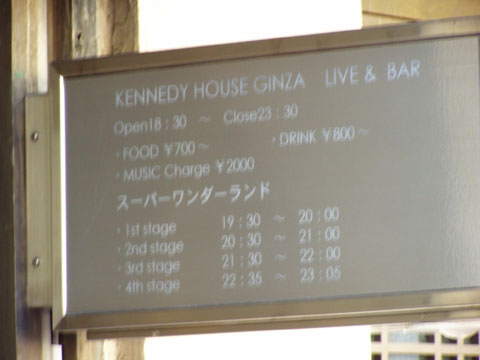 KENNEDY HOUSE GINZA LIVE & BAR
Open18:30 ～ Close23:30
・FOOD ¥700～ ・DRINK ¥800～
・MUSIC Charge ¥2000
スーパーワンダーランド
・1st stage 19:30 ～ 20:00
・2nd stage 20:30 ～ 21:00
・3rd stage 21:30 ～ 22:00
・4th stage 22:35 ～ 23:05